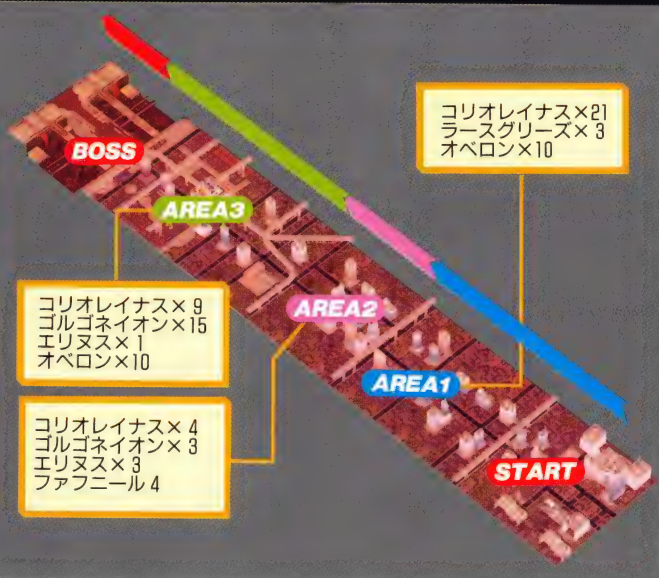 コリオレイナス×21
ラースグリーズ× 3
オベロン×10
BOSS
AREA3
コリオレイナス× 9
ゴルゴネイオン×15
エリヌス× 1
オベロン×10
AREA2
AREA1
コリオレイナス× 4
ゴルゴネイオン× 3
エリヌス× 3
ファフニール 4
START